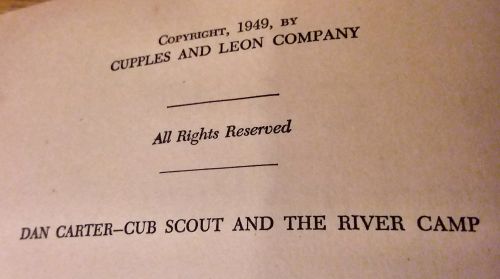 COPYRIGHT, 1949, BY
CUPPLES AND LEON COMPANY
All Rights Reserved
DAN CARTER–CUB SCOUT AND THE RIVER CAMP